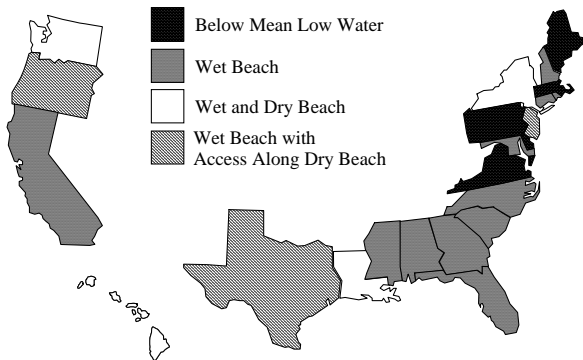 Below Mean Low Water
Wet Beach
Wet and Dry Beach
Wet Beach with
Access Along Dry Beach